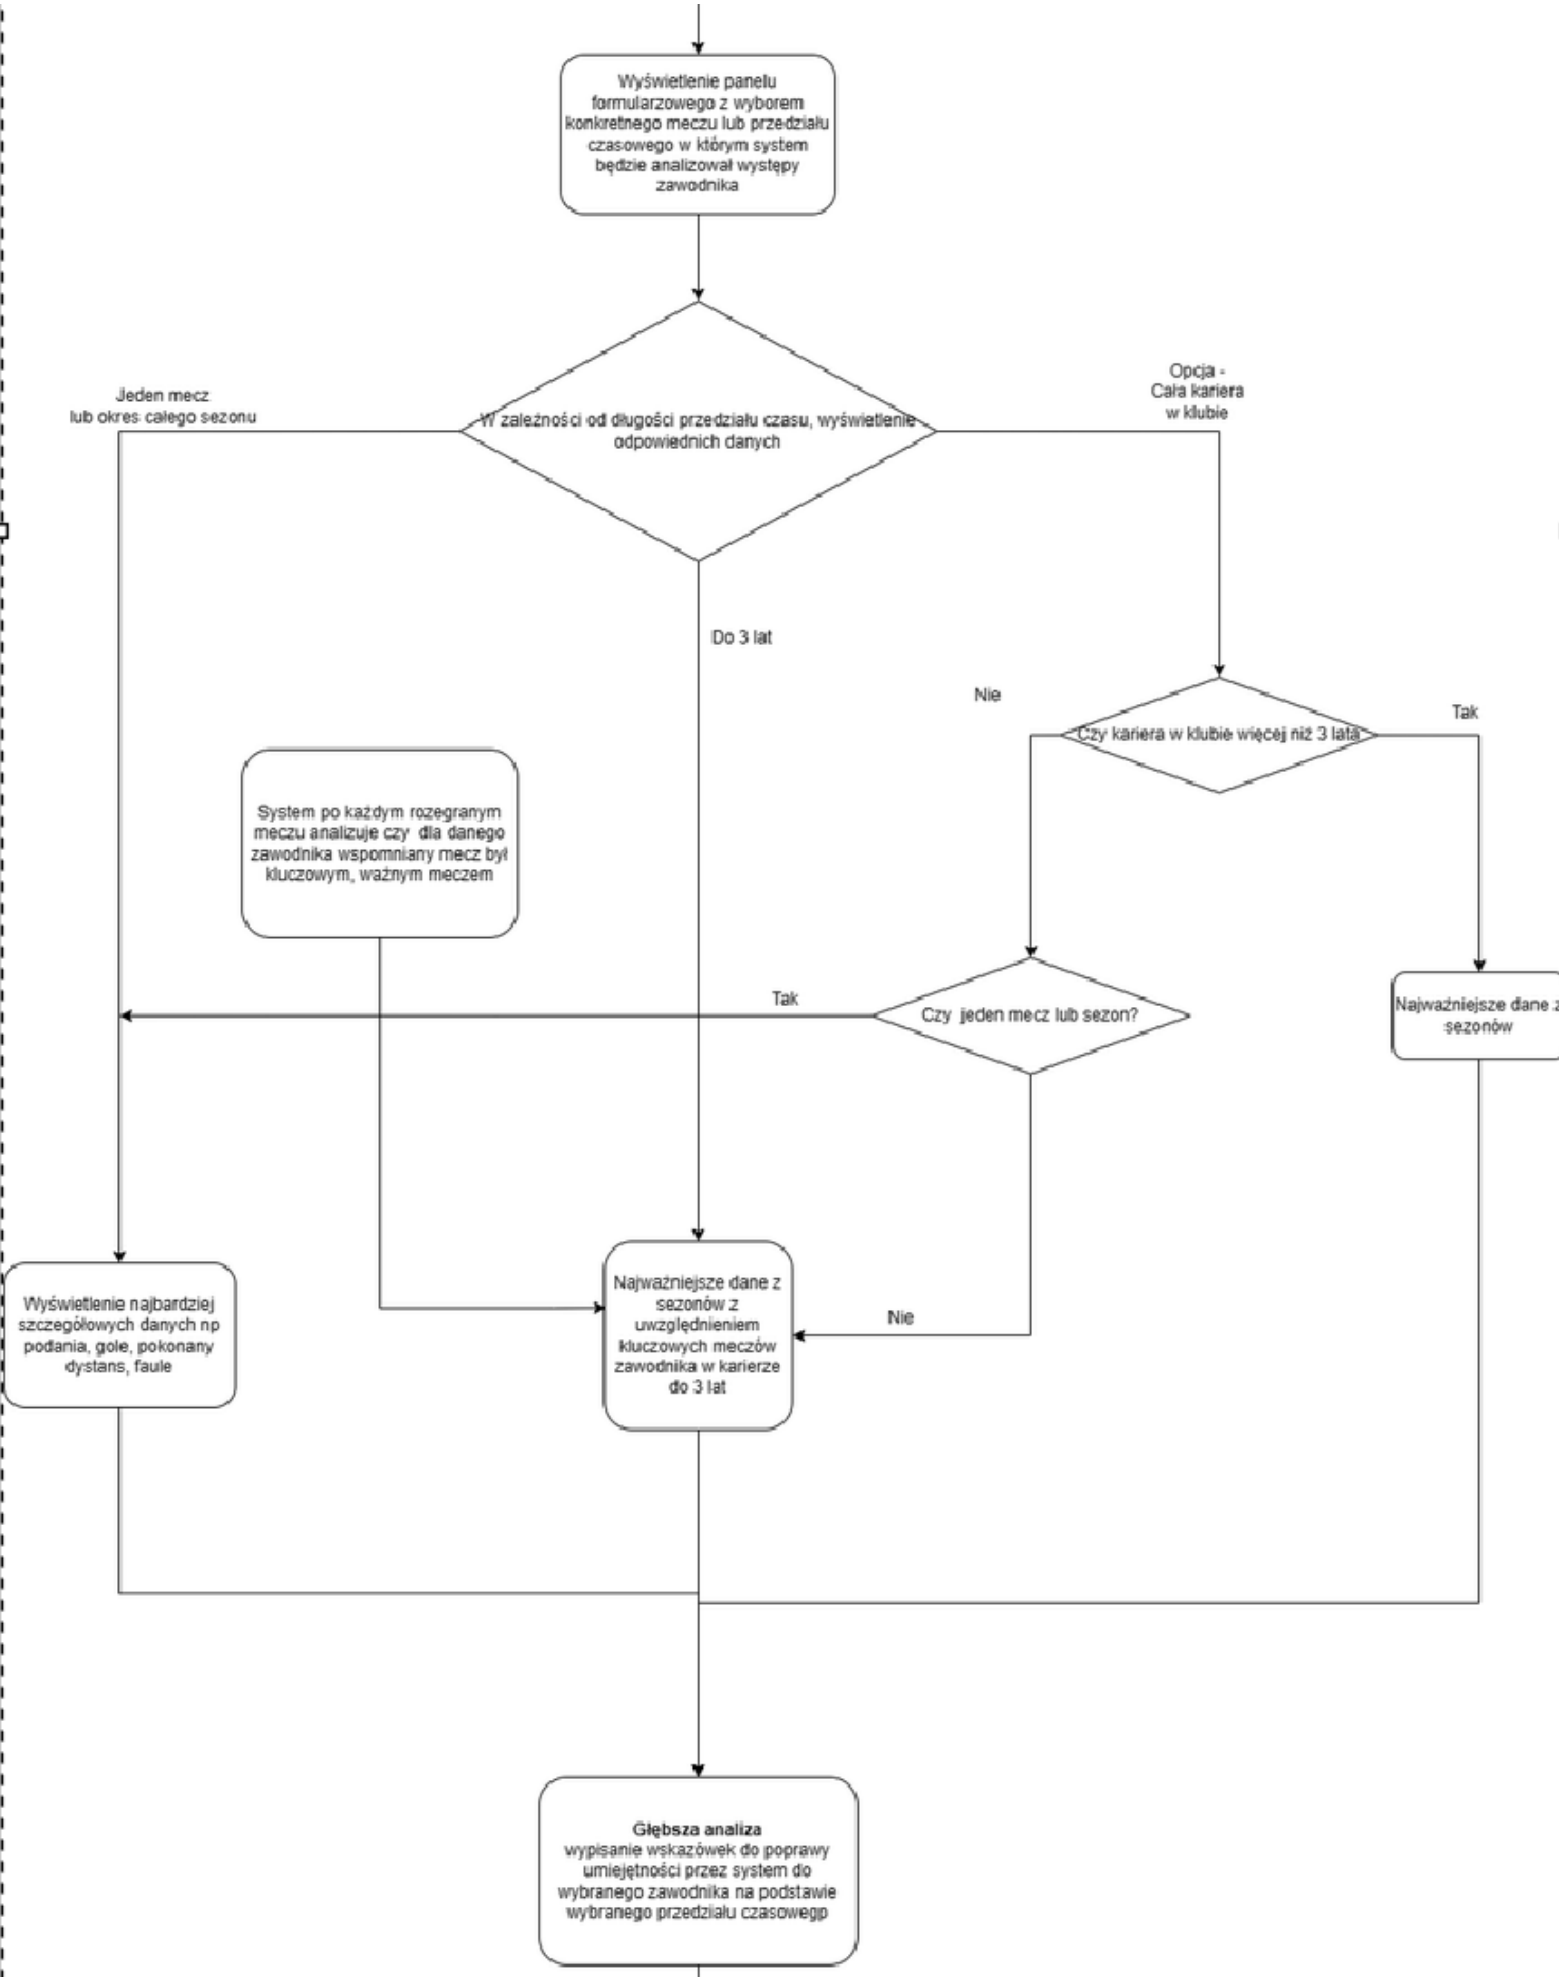 Wyświetlenie panelu
formularzowego z wyborem
konkretnego meczu lub przedziału
czasowego w którym system
będzie analizował występy
zawodnika
Jeden mecz
lub okres całego sezonu
W zależności od długości przedziału czasu, wyświetlenie
odpowiednich danych
Opcja -
Cała kariera
w klubie
Do 3 lat
Nie
Czy kariera w klubie więcej niż 3 lata
Tak
System po każdym rozegranym
meczu analizuje czy dla danego
zawodnika wspomniany mecz był
kluczowym, ważnym meczem
Tak
Czy jeden mecz lub sezon?
Najważniejsze dane z
sezonów
Wyświetlenie najbardziej
szczegółowych danych np
podania, gole, pokonany
dystans, faule
Najważniejsze dane z
sezonów z
uwzględnieniem
kluczowych meczów
zawodnika w karierze
do 3 lat
Nie
Głębsza analiza
wypisanie wskazówek do poprawy
umiejętności przez system do
wybranego zawodnika na podstawie
wybranego przedziału czasowegp